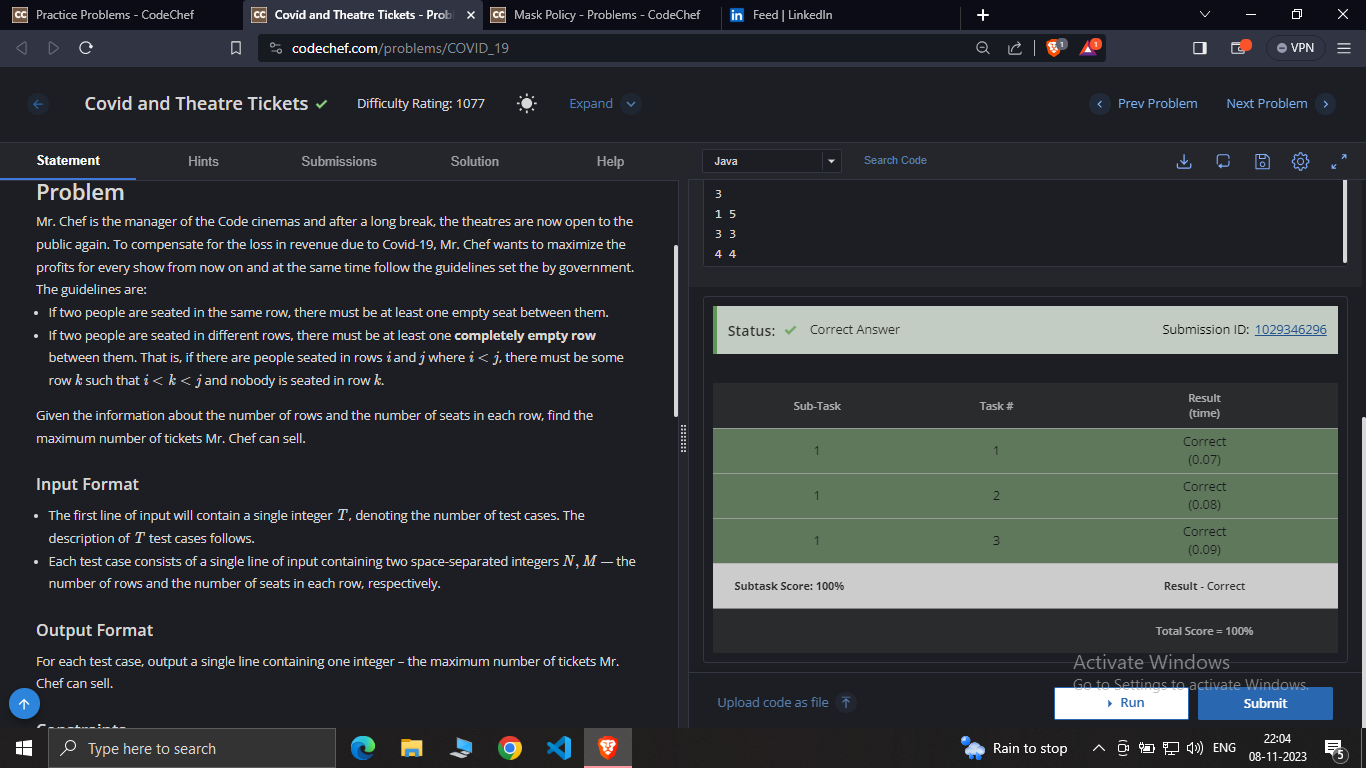 Practice Problems - CodeChef
Covid and Theatre Tickets - Prob
Mask Policy - Problems - CodeChef
Feed | LinkedIn
codechef.com/problems/COVID_19
1
1
VPN
Covid and Theatre Tickets
Difficulty Rating: 1077
Expand
Prev Problem
Next Problem
Statement
Hints
Submissions
Solution
Help
Problem
Mr. Chef is the manager of the Code cinemas and after a long break, the theatres are now open to the
public again. To compensate for the loss in revenue due to Covid-19, Mr. Chef wants to maximize the
profits for every show from now on and at the same time follow the guidelines set the by government.
The guidelines are:
• If two people are seated in the same row, there must be at least one empty seat between them.
• If two people are seated in different rows, there must be at least one completely empty row
between them. That is, if there are people seated in rows i and j where i < j, there must be some
row k such that i < k < j and nobody is seated in row k.
Given the information about the number of rows and the number of seats in each row, find the
maximum number of tickets Mr. Chef can sell.
Input Format
• The first line of input will contain a single integer T, denoting the number of test cases. The
description of T test cases follows.
• Each test case consists of a single line of input containing two space-separated integers N, M — the
number of rows and the number of seats in each row, respectively.
Output Format
For each test case, output a single line containing one integer – the maximum number of tickets Mr.
Chef can sell.
Constraints
Java
Search Code
3
1 5
3 3
4 4
Status: Correct Answer
Submission ID: 1029346296
Sub-Task
Task #
Result
(time)
1
1
Correct
(0.07)
1
2
Correct
(0.08)
1
3
Correct
(0.09)
Subtask Score: 100%
Result - Correct
Total Score = 100%
Activate Windows
Go to Settings to activate Windows.
Upload code as file
Run
Submit
Type here to search
Rain to stop
ENG
22:04
08-11-2023
5